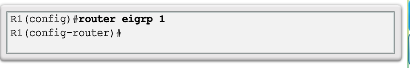 R1(config)#router eigrp 1
R1(config-router)#